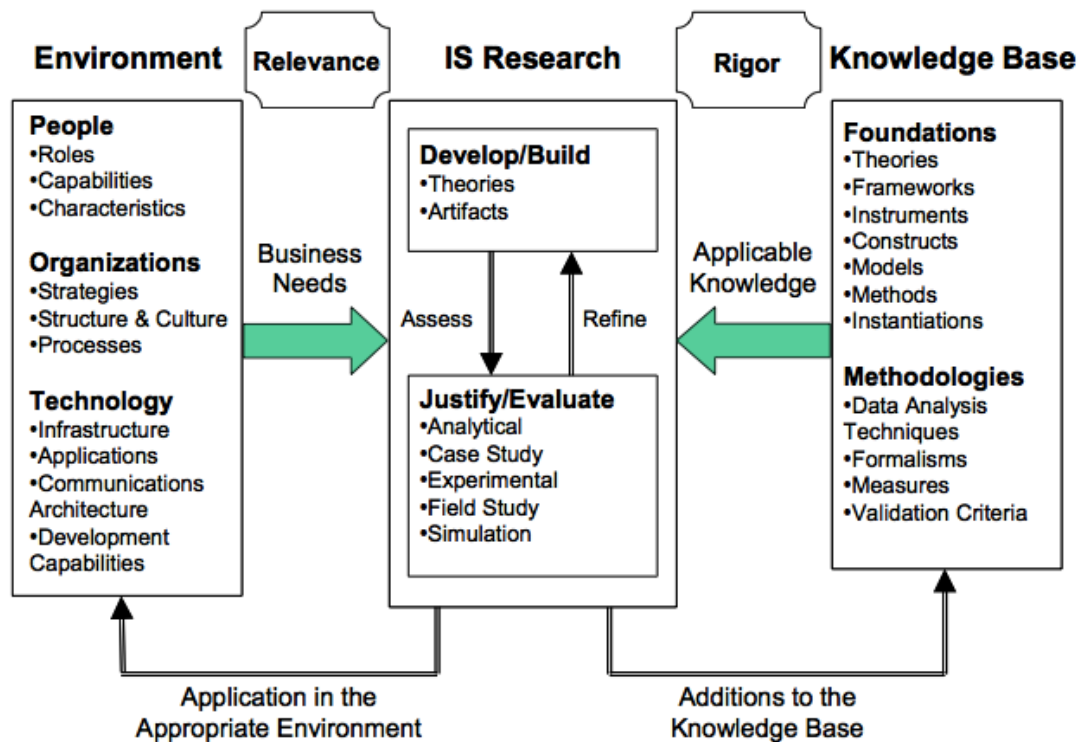 Environment
Relevance
IS Research
Rigor
Knowledge Base
People
•Roles
•Capabilities
•Characteristics
Organizations
•Strategies
•Structure & Culture
•Processes
Technology
•Infrastructure
•Applications
•Communications
Architecture
•Development
Capabilities
Business
Needs
Develop/Build
•Theories
•Artifacts
Assess
Refine
Justify/Evaluate
•Analytical
•Case Study
•Experimental
•Field Study
•Simulation
Applicable
Knowledge
Foundations
•Theories
•Frameworks
•Instruments
•Constructs
•Models
•Methods
•Instantiations
Methodologies
•Data Analysis
Techniques
•Formalisms
•Measures
•Validation Criteria
Application in the
Appropriate Environment
Additions to the
Knowledge Base